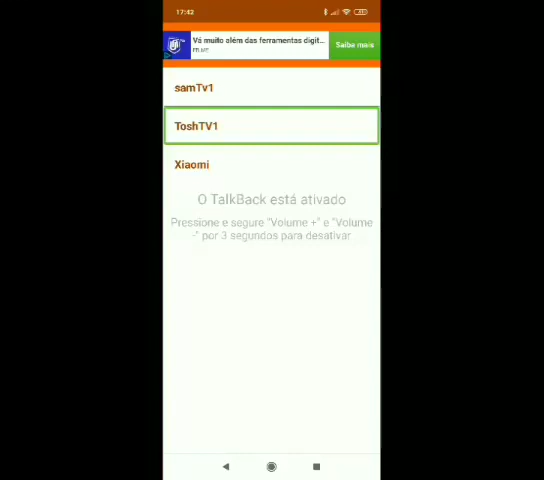 17:42
Vá muito além das ferramentas digit...
Saiba mais
samTv1
ToshTV1
Xiaomi
O TalkBack está ativado
Pressione e segure "Volume +" e "Volume
-" por 3 segundos para desativar